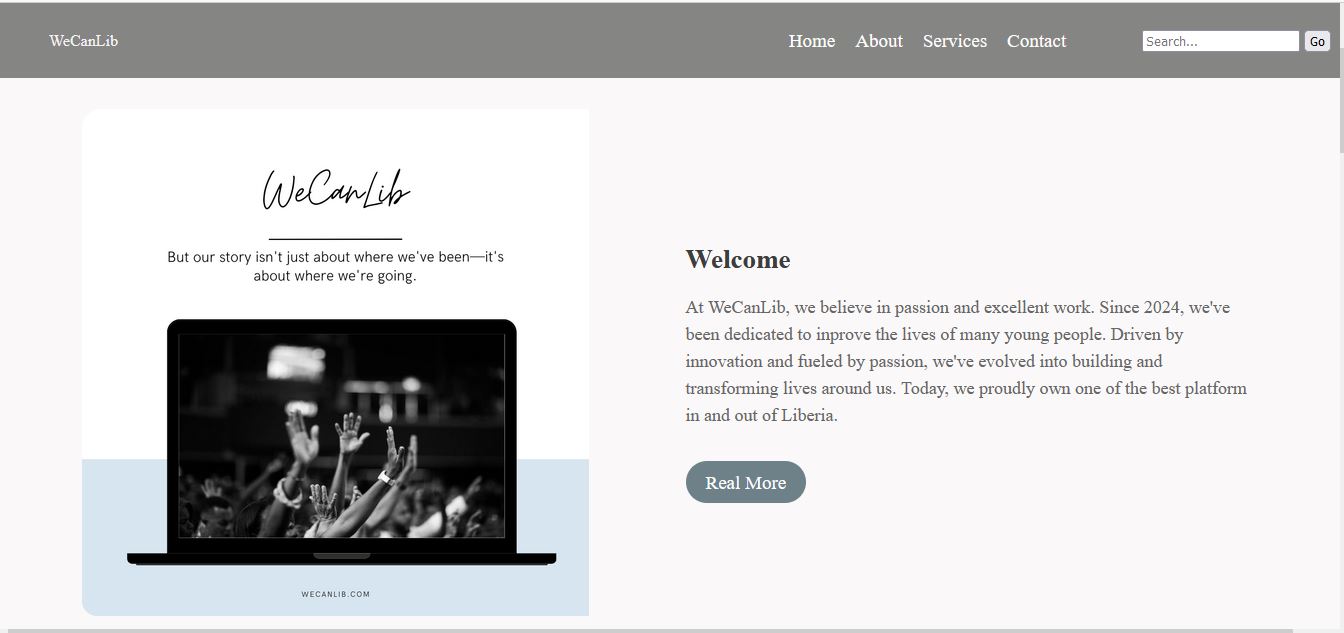 WeCanLib
Home About Services Contact
Search... Go
WeCanLib
But our story isn't just about where we've been—it's
about where we're going.
WECANLIB.COM
Welcome
At WeCanLib, we believe in passion and excellent work. Since 2024, we've
been dedicated to inprove the lives of many young people. Driven by
innovation and fueled by passion, we've evolved into building and
transforming lives around us. Today, we proudly own one of the best platform
in and out of Liberia.
Real More